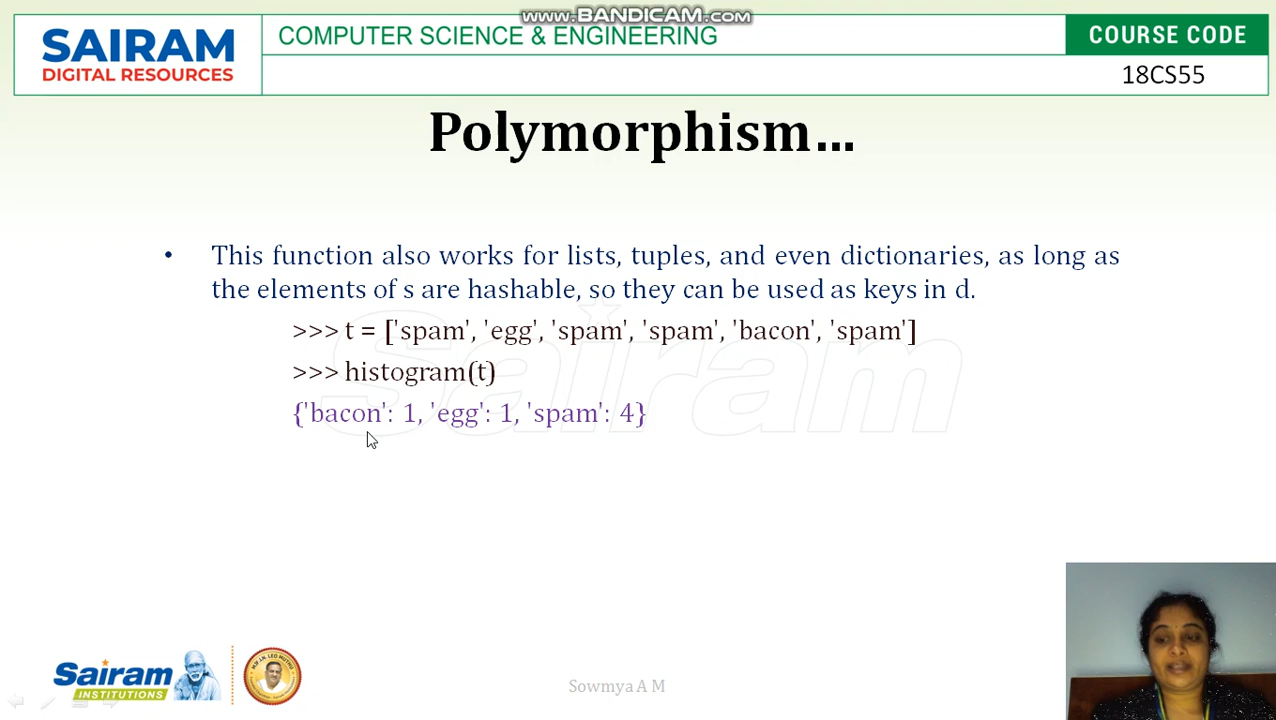 www.BANDICAM.com
SAIRAM
DIGITAL RESOURCES
COMPUTER SCIENCE & ENGINEERING
COURSE CODE
18CS55
Polymorphism...
• This function also works for lists, tuples, and even dictionaries, as long as
the elements of s are hashable, so they can be used as keys in d.
>>> t = ['spam', 'egg', 'spam', 'spam', 'bacon', 'spam']
>>> histogram(t)
{'bacon': 1, 'egg': 1, 'spam': 4}
Sairam
Sairam
INSTITUTIONS
Sowmya A M